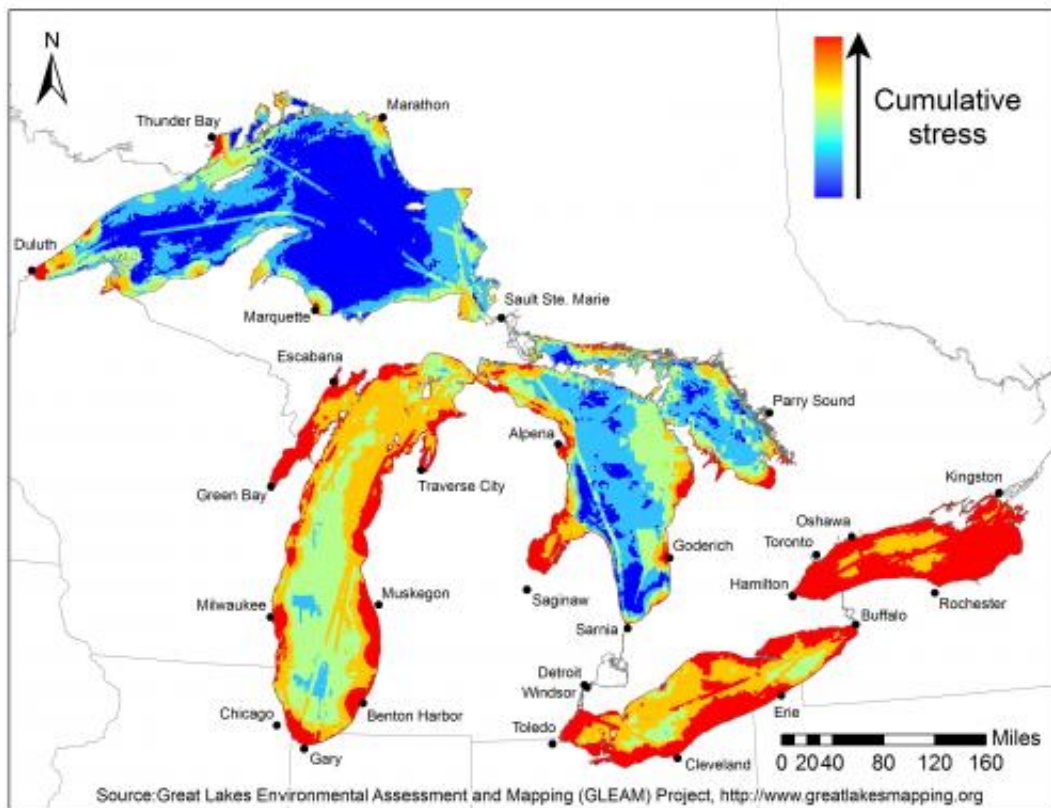 N
Cumulative
stress
Marathon
Thunder Bay
Duluth
Sault Ste. Marie
Marquette
Escabana
Parry Sound
Alpena
Traverse City
Green Bay
Kingston
Oshawa
Toronto
Goderich
Hamilton
Saginaw
Rochester
Muskegon
Milwaukee
Buffalo
Sarnia
Detroit
Windsor
Benton Harbor
Erie
Chicago
Toledo
Gary
Cleveland
Miles
0 20 40 80 120 160
Source:Great Lakes Environmental Assessment and Mapping (GLEAM) Project, http://www.greatlakesmapping.org